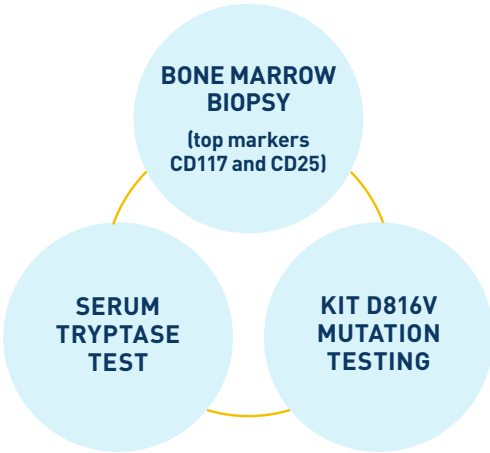 BONE MARROW
BIOPSY
(top markers
CD117 and CD25)
SERUM
TRYPTASE
TEST
KIT D816V
MUTATION
TESTING